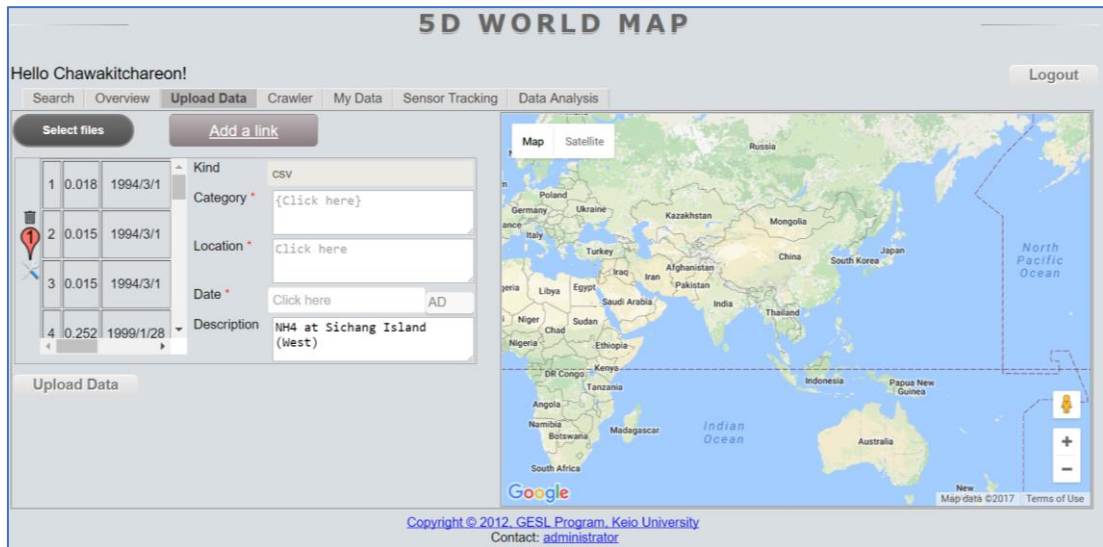 5D WORLD MAP
Hello Chawakitchareon!
Logout
Search Overview Upload Data Crawler My Data Sensor Tracking Data Analysis
Select files
Add a link
1 0.018 1994/3/1
2 0.015 1994/3/1
3 0.015 1994/3/1
4 0.252 1999/1/28
1
Kind
csv
Category *
{Click here}
Location *
Click here
Date *
Click here
AD
Description
NH4 at Sichang Island
(West)
Upload Data
Map Satellite
Russia
Poland
Germany
Ukraine
Kazakhstan
Mongolia
Italy
Turkey
China
South Korea
Japan
North
Pacific
Ocean
Iraq
Iran
Afghanistan
Pakistan
Libya
Egypt
Saudi Arabia
India
Thailand
Niger
Chad
Sudan
Nigeria
Ethiopia
Kenya
DR Congo
Tanzania
Indonesia
Papua New
Guinea
Angola
Namibia
Botswana
Madagascar
Indian
Ocean
Australia
South Africa
New
Google
Map data ©2017 Terms of Use
Copyright © 2012, GESL Program, Keio University
Contact: administrator